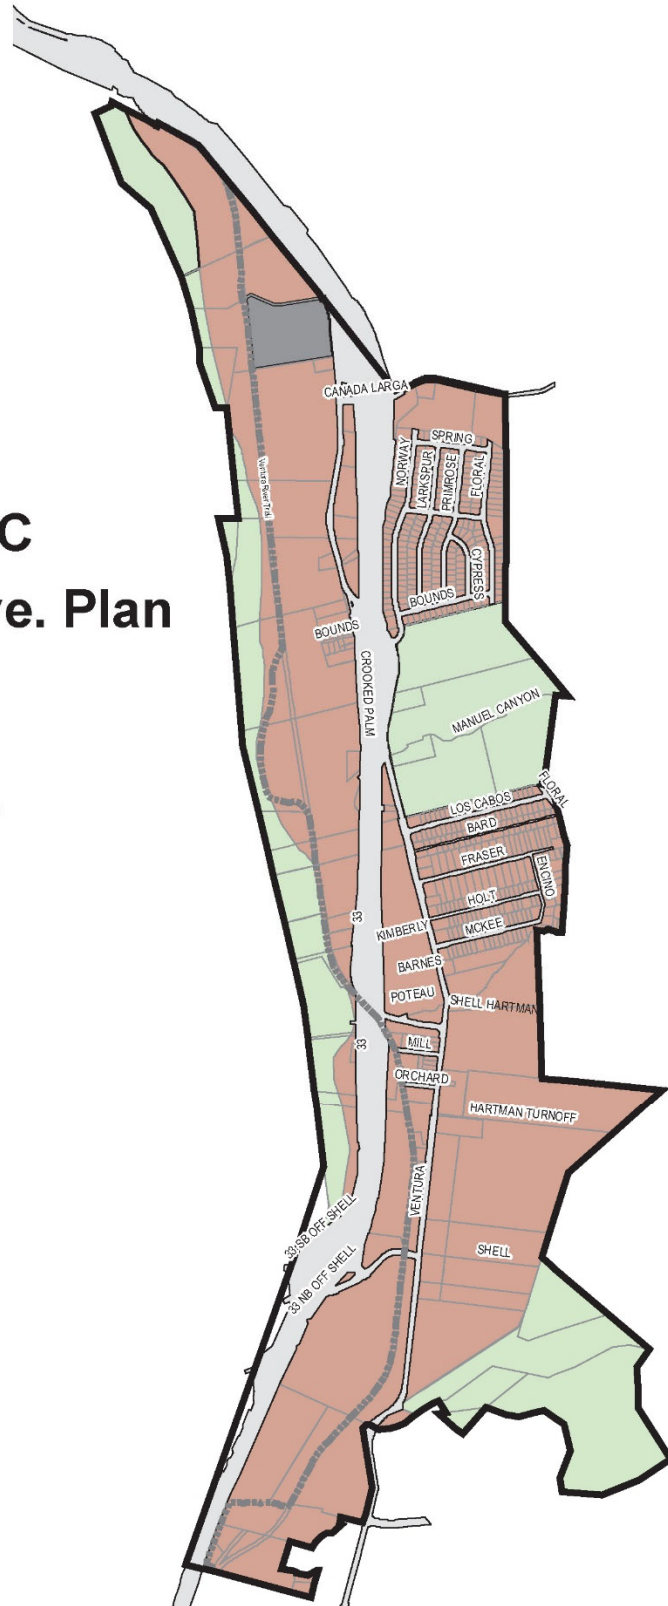 CANADA LARGA
SPRING
NORWAY
LARKSPUR
PRIMROSE
FLORAL
Ventura River Trail
C
ve. Plan
CYPRESS
BOUNDS
BOUNDS
CROOKED PALM
MANUEL CANYON
FLORAL
LOS CABOS
BARD
FRASER
ENCINO
HOLT
33
KIMBERLY
MCKEE
BARNES
POTEAU
SHELL HARTMAN
33
MILL
ORCHARD
HARTMAN TURNOFF
VENTURA
33 SB OFF SHELL
SHELL
33 NB OFF SHELL